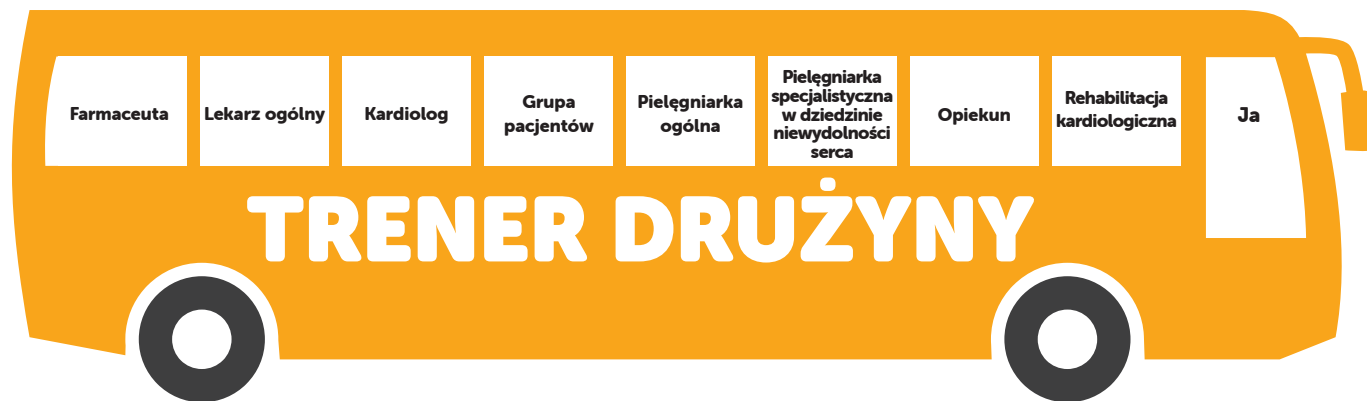 Farmaceuta
Lekarz ogólny
Kardiolog
Grupa
pacjentów
Pielęgniarka
ogólna
Pielęgniarka
specjalistyczna
w dziedzinie
niewydolności
serca
Opiekun
Rehabilitacja
kardiologiczna
Ja
TRENER DRUŻYNY